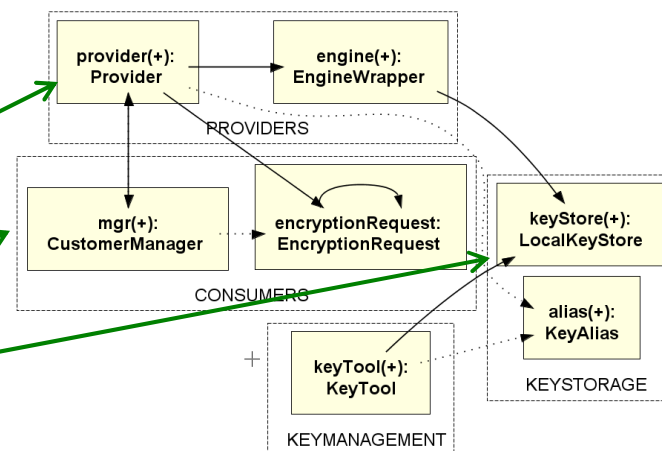 provider(+):
Provider
engine(+):
EngineWrapper
PROVIDERS
mgr(+):
CustomerManager
encryptionRequest:
EncryptionRequest
CONSUMERS
keyStore(+):
LocalKeyStore
alias(+):
KeyAlias
KEYSTORAGE
keyTool(+):
KeyTool
KEYMANAGEMENT